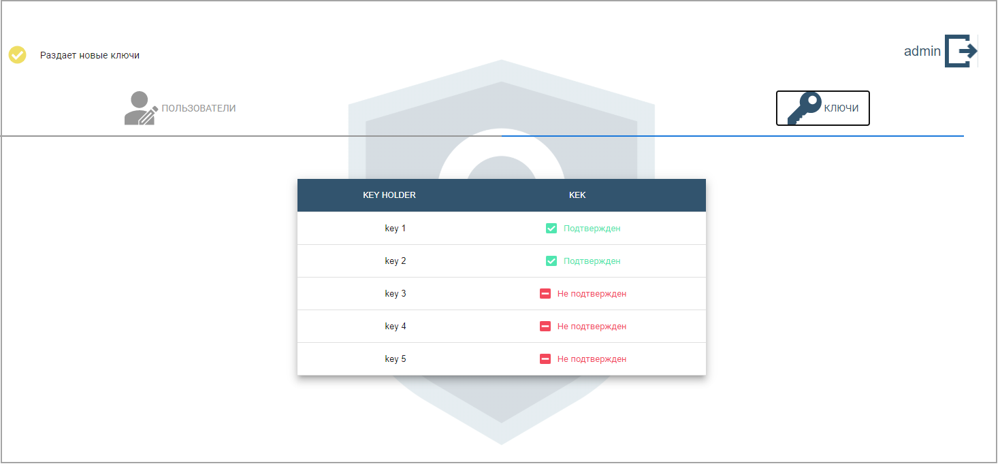 Раздает новые ключи
admin
ПОЛЬЗОВАТЕЛИ
КЛЮЧИ
KEY HOLDER KEK
key 1 Подтвержден
key 2 Подтвержден
key 3 Не подтвержден
key 4 Не подтвержден
key 5 Не подтвержден